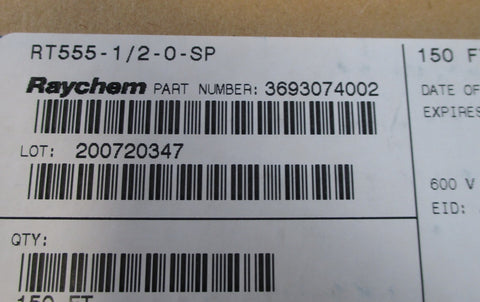 RT555-1/2-0-SP
150 FT
Raychem PART NUMBER: 3693074002
DATE OF
EXPIRES
LOT: 200720347
600 V
EID:
QTY:
150 FT